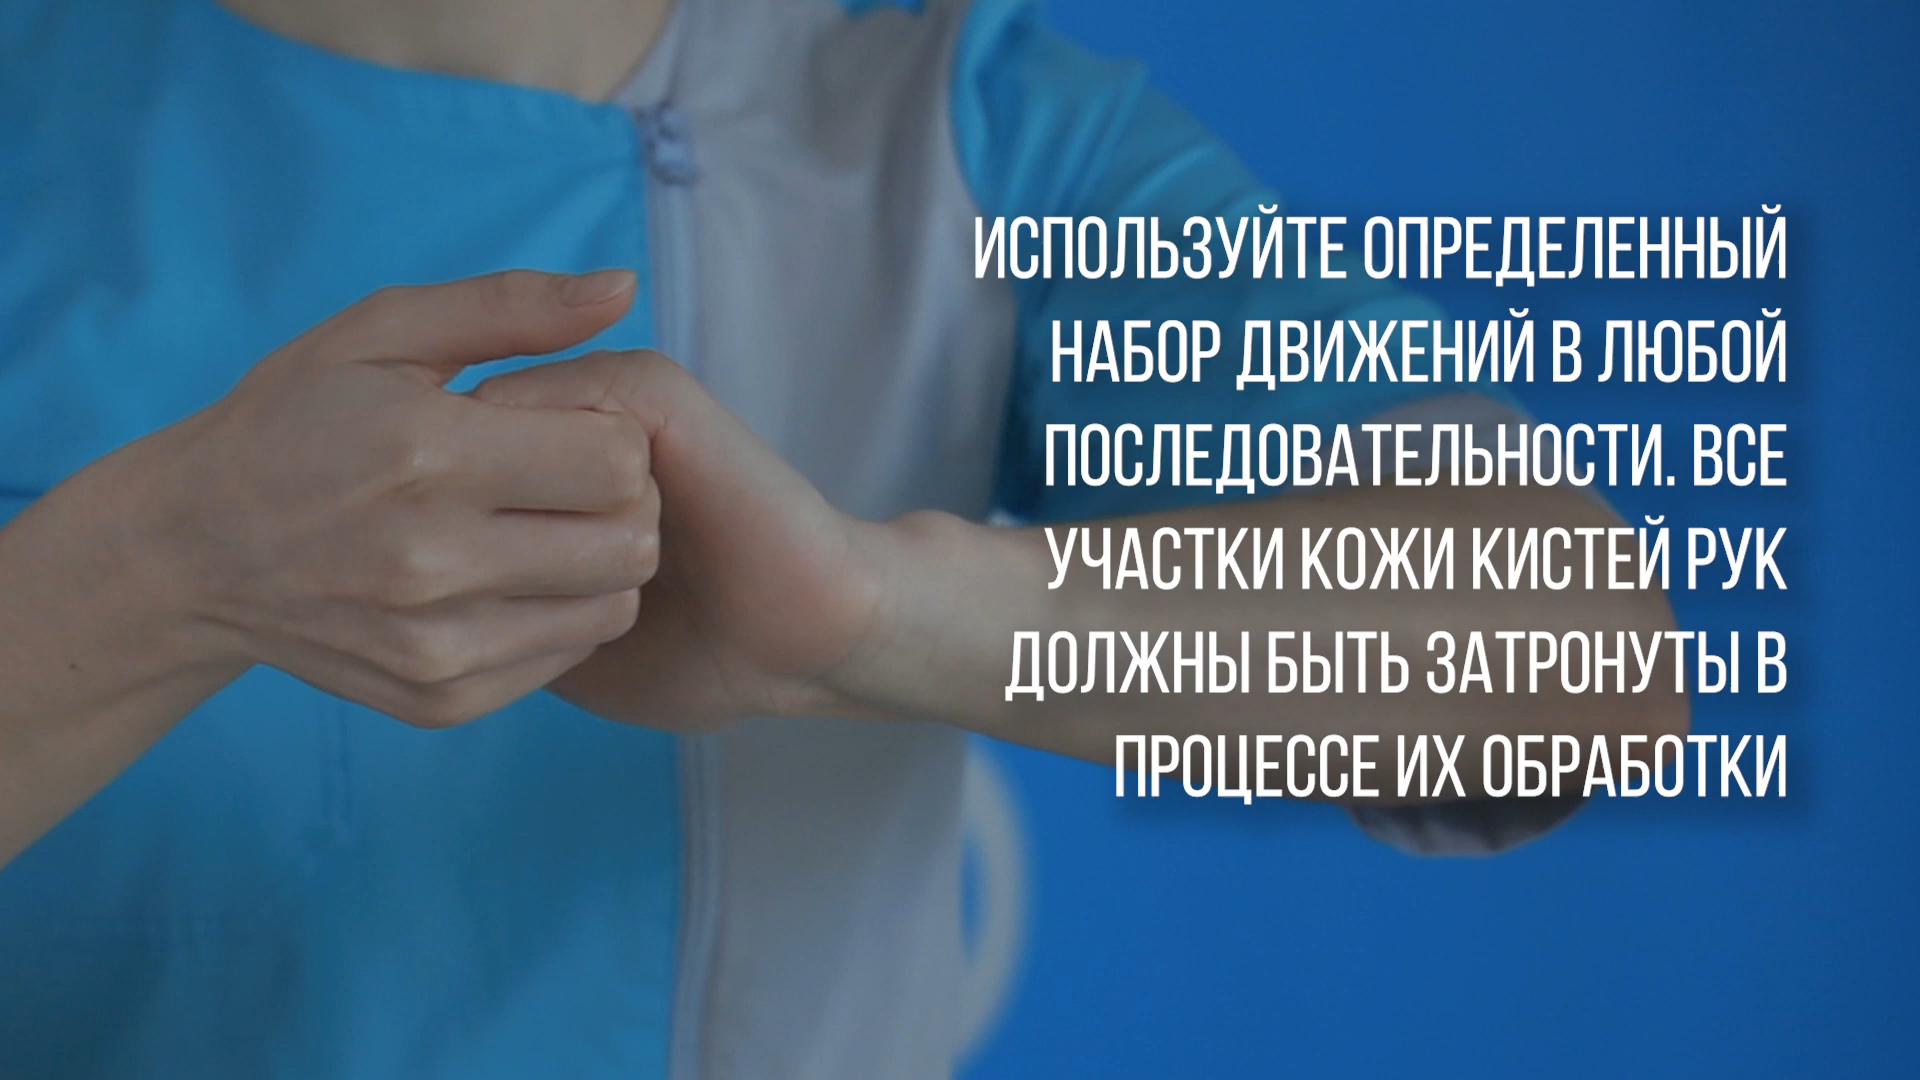 ИСПОЛЬЗУЙТЕ ОПРЕДЕЛЕННЫЙ
НАБОР ДВИЖЕНИЙ В ЛЮБОЙ
ПОСЛЕДОВАТЕЛЬНОСТИ. ВСЕ
УЧАСТКИ КОЖИ КИСТЕЙ РУК
ДОЛЖНЫ БЫТЬ ЗАТРОНУТЫ В
ПРОЦЕССЕ ИХ ОБРАБОТКИ